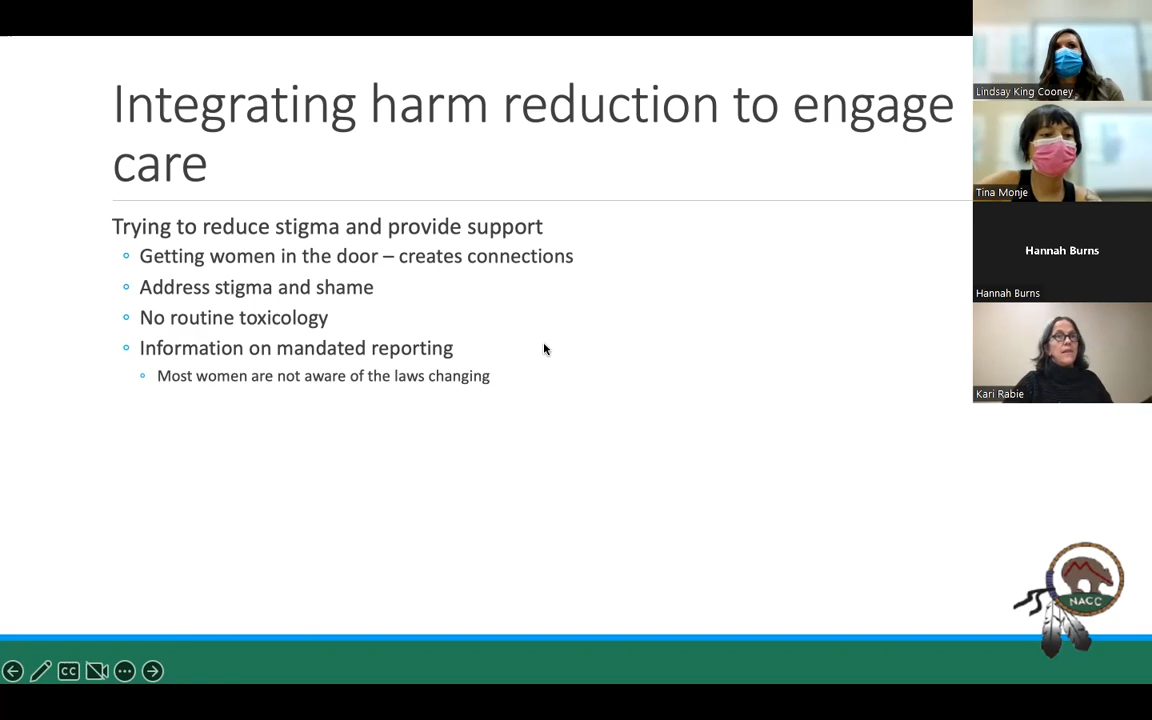 Integrating harm reduction to engage
care
Trying to reduce stigma and provide support
Getting women in the door – creates connections
Address stigma and shame
No routine toxicology
Information on mandated reporting
Most women are not aware of the laws changing
Lindsay King Cooney
Tina Monje
Hannah Burns
Hannah Burns
Kari Rabie
NACC
CC